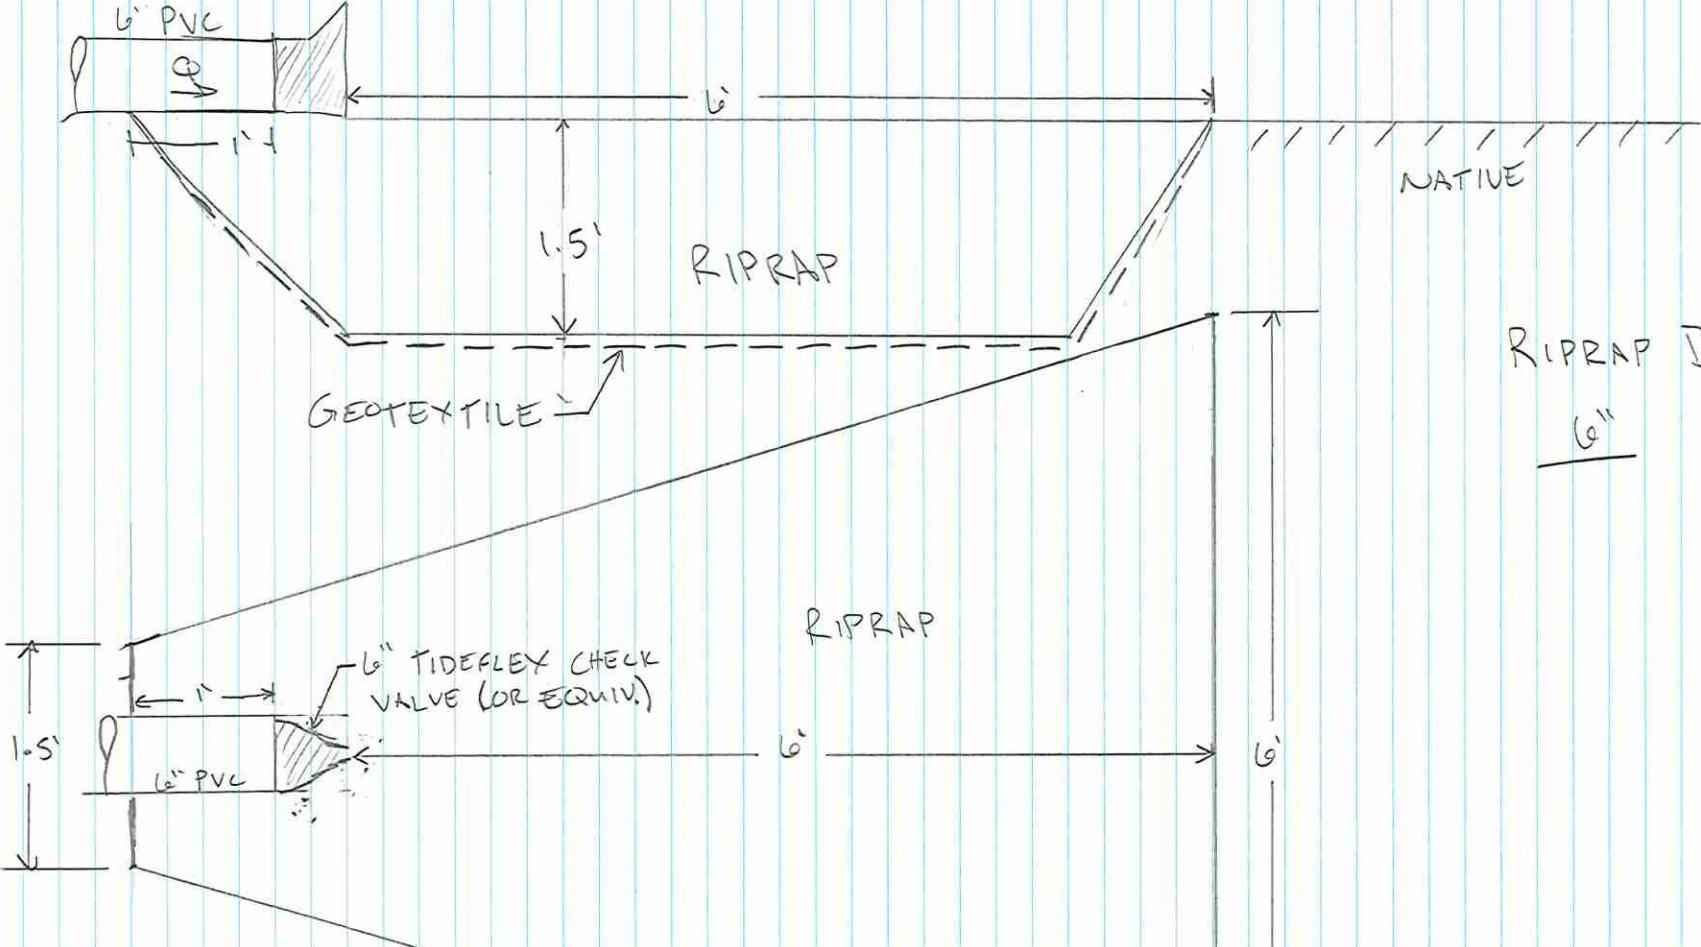 6" PVC
Q
6'
1'
NATIVE
1.5'
RIPRAP
GEOTEXTILE
RIPRAP
6"
RIPRAP
6" TIDEFLEX CHECK
VALVE (OR EQUIV.)
1'
1.5'
6'
6'
6" PVC